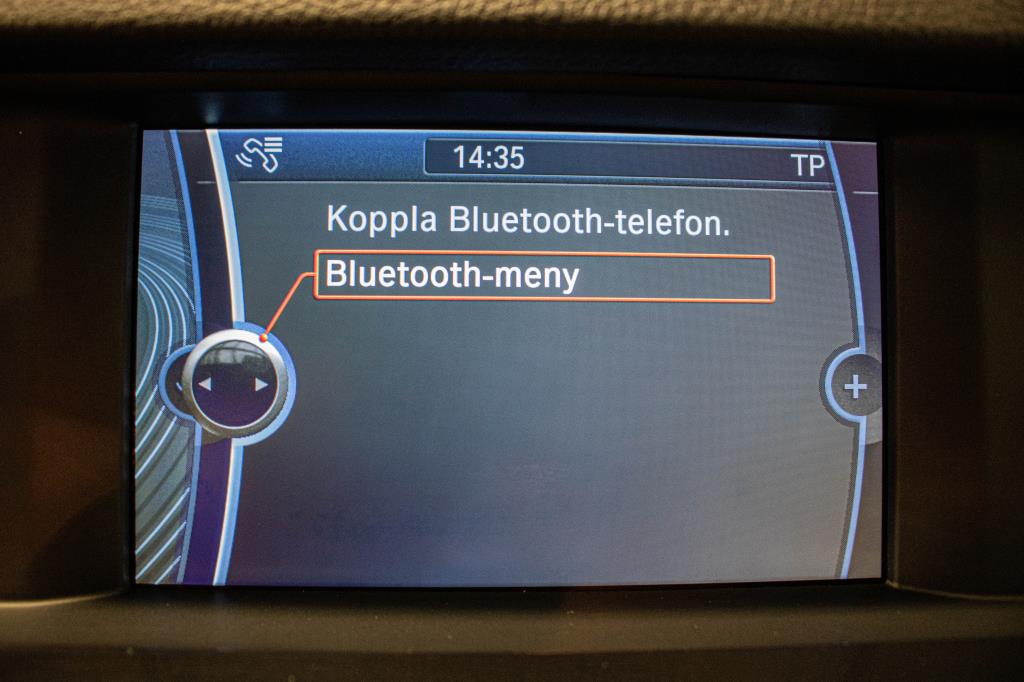 14:35
TP
Koppla Bluetooth-telefon.
Bluetooth-meny